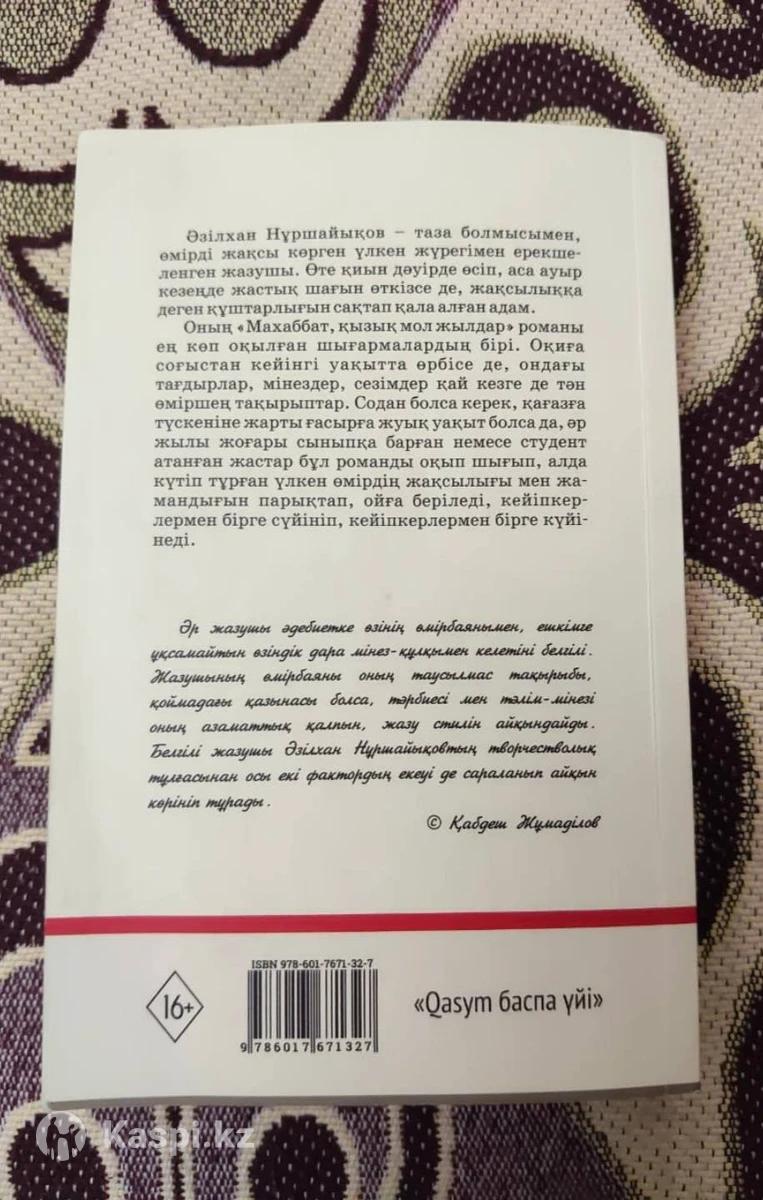 Әзілхан Нұршайықов – таза болмысымен,
өмірді жақсы көрген үлкен жүрегімен ерекше-
ленген жазушы. Өте қиын дәуірде өсіп, аса ауыр
кезеңде жастық шағын өткізсе де, жақсылыққа
деген құштарлығын сақтап қала алған адам.
Оның «Махаббат, қызық мол жылдар» романы
ең көп оқылған шығармалардың бірі. Оқиға
соғыстан кейінгі уақытта өрбісе де, ондағы
тағдырлар, мінездер, сезімдер қай кезге де тән
өміршең тақырыптар. Содан болса керек, қағазға
түскеніне жарты ғасырға жуық уақыт болса да, әр
жылы жоғары сыныпқа барған немесе студент
атанған жастар бұл романды оқып шығып, алда
күтіп тұрған үлкен өмірдің жақсылығы мен жа-
мандығын парықтап, ойға беріледі, кейіпкер-
лермен бірге сүйініп, кейіпкерлермен бірге күйі-
неді.
Әр жазушы әдебиетке өзінің өмірбаянымен, ешкімге
ұқсамайтын өзіндік дара мінез-құлқымен келетіні белгілі.
Жазушының өмірбаяны оның таусылмас тақырыбы,
қоймадағы қазынасы болса, тәрбиесі мен тәлім-мінезі
оның азаматтық қалпын, жазу стилін айқындайды.
Белгілі жазушы Әзілхан Нұршайықовтың творчестволық
тұлғасынан осы екі фактордың екеуі де сараланып айқын
көрініп тұрады.
© Қабдеш Жұмаділов
ISBN 978-601-7671-32-7
16+
9 786017 671327
«Qasym баспа үйі»
Kaspi.kz